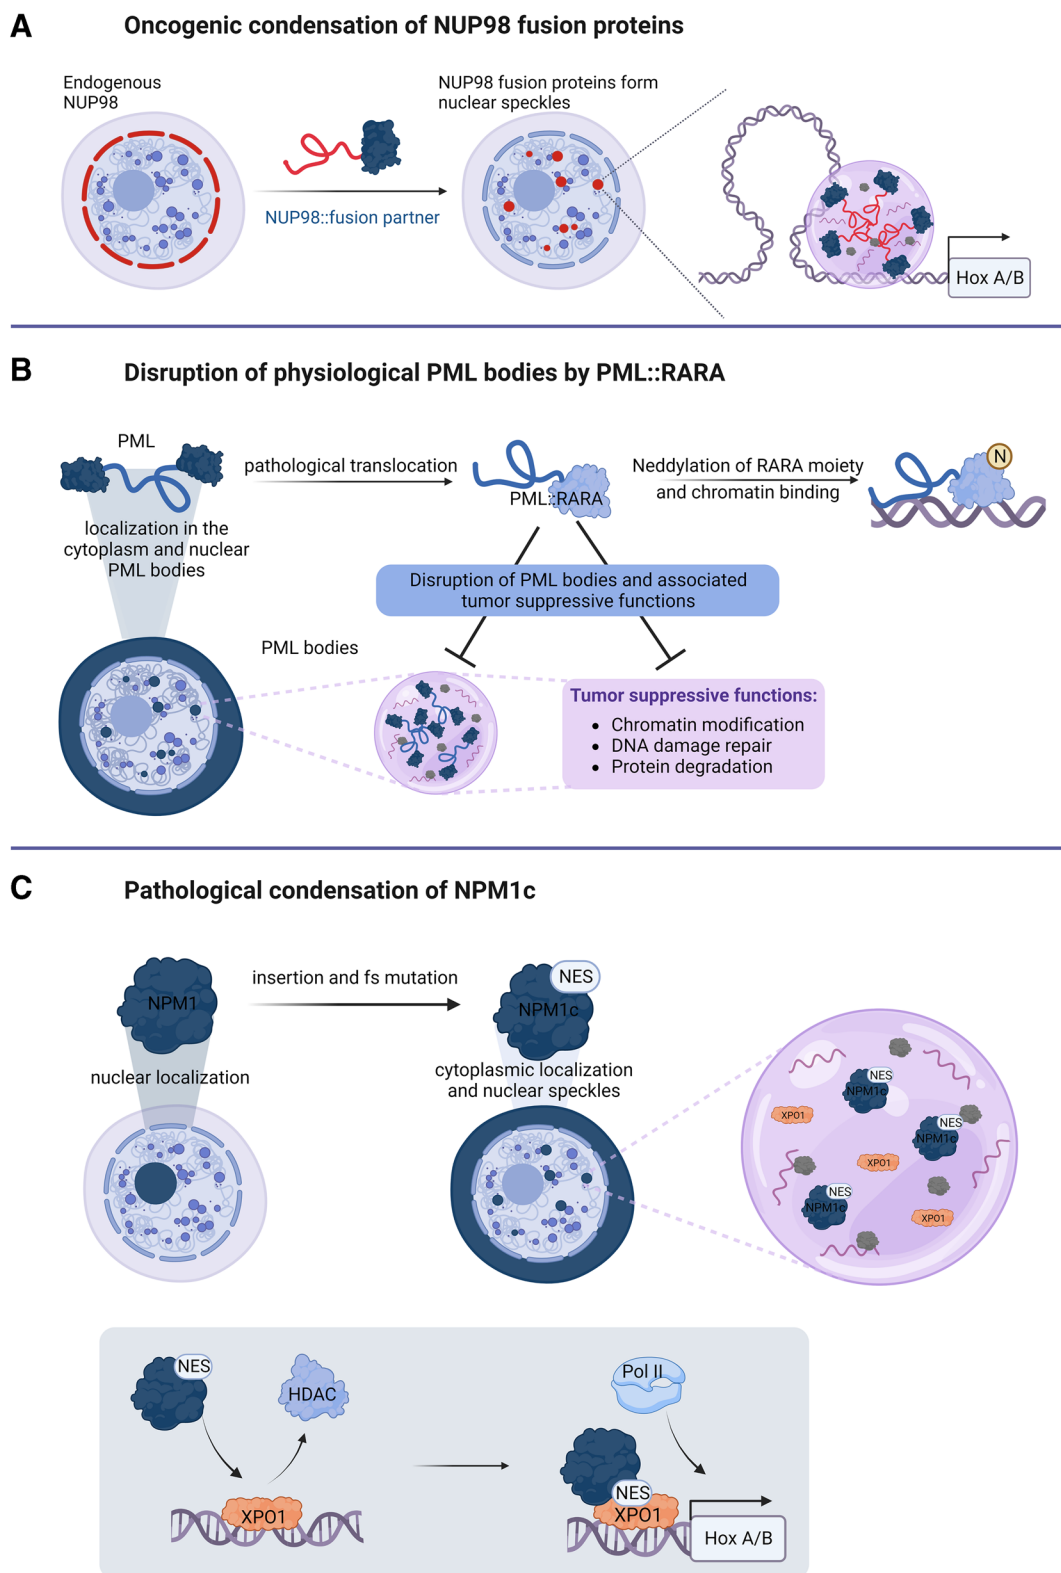 A
Oncogenic condensation of NUP98 fusion proteins
Endogenous
NUP98
NUP98::fusion partner
NUP98 fusion proteins form
nuclear speckles
Hox A/B
B
Disruption of physiological PML bodies by PML::RARA
PML
localization in the
cytoplasm and nuclear
PML bodies
pathological translocation
PML::RARA
Neddylation of RARA moiety
and chromatin binding
N
Disruption of PML bodies and associated
tumor suppressive functions
PML bodies
Tumor suppressive functions:
• Chromatin modification
• DNA damage repair
• Protein degradation
C
Pathological condensation of NPM1c
NPM1
nuclear localization
insertion and fs mutation
NES
NPM1c
cytoplasmic localization
and nuclear speckles
NES
NPM1c
XPO1
NES
NPM1c
XPO1
NES
NPM1c
XPO1
NES
HDAC
XPO1
Pol II
NES
XPO1
Hox A/B